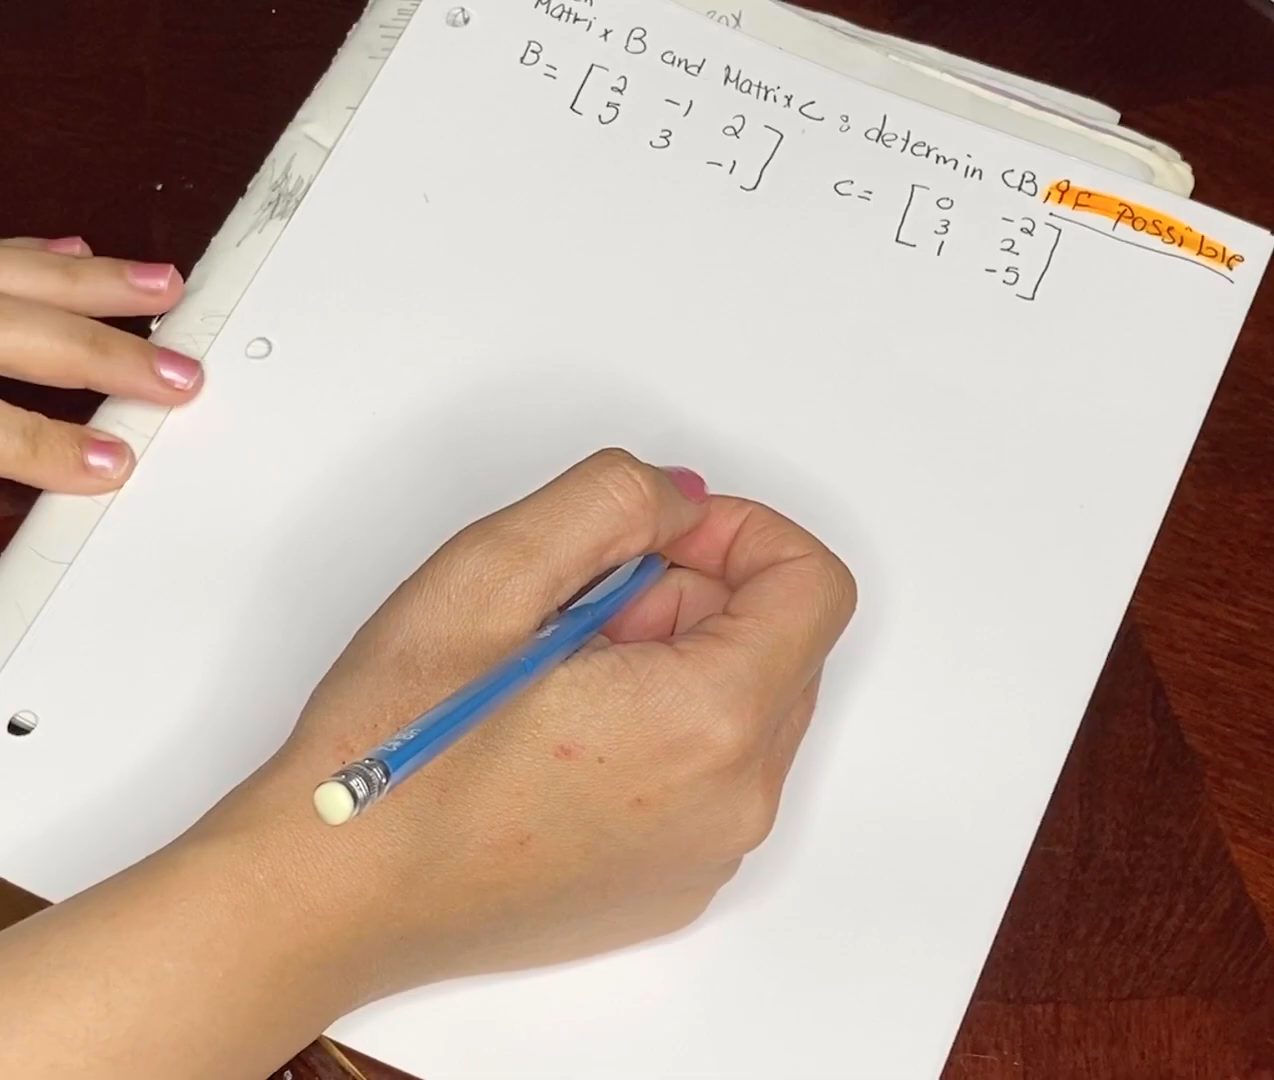 Matrix B and Matrix C : determin CB, if possible
B = [ 2 -1 2
5 3 -1 ]
C = [ 0 -2
3 2
1 -5 ]